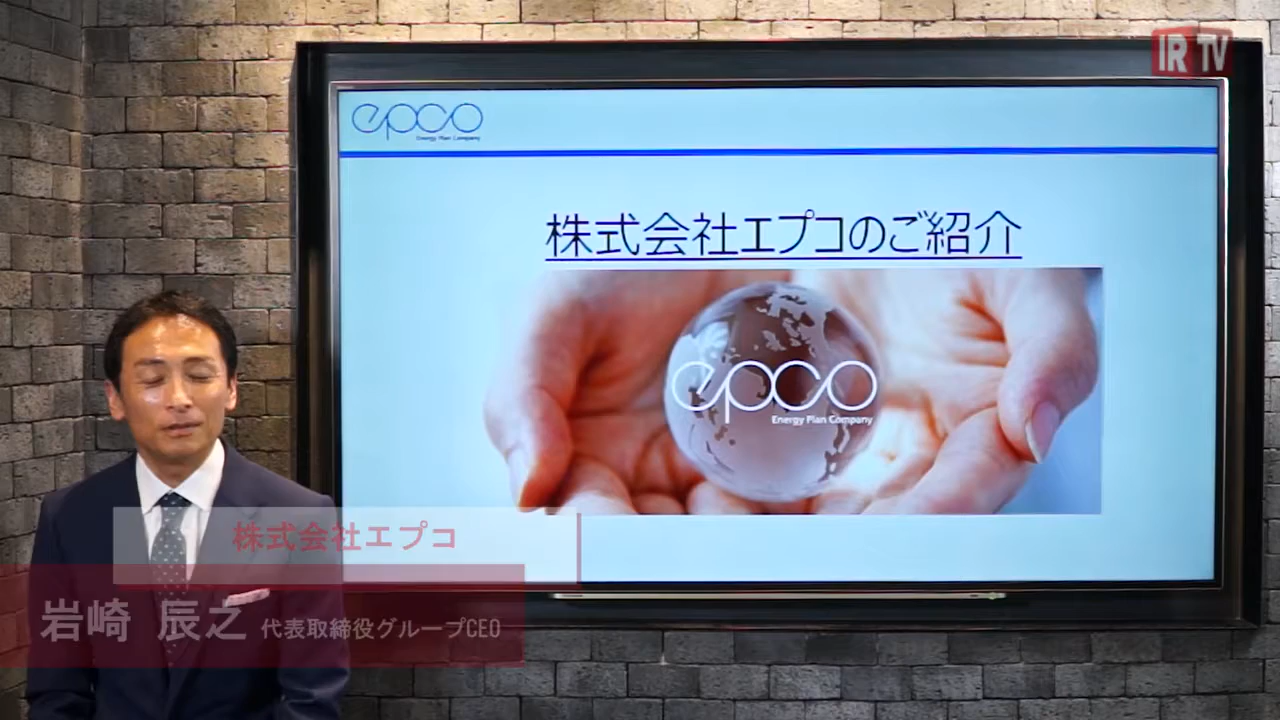 IR TV
epco
Energy Plan Company
株式会社エプコのご紹介
epco
Energy Plan Company
株式会社エプコ
岩崎 辰之 代表取締役グループCEO